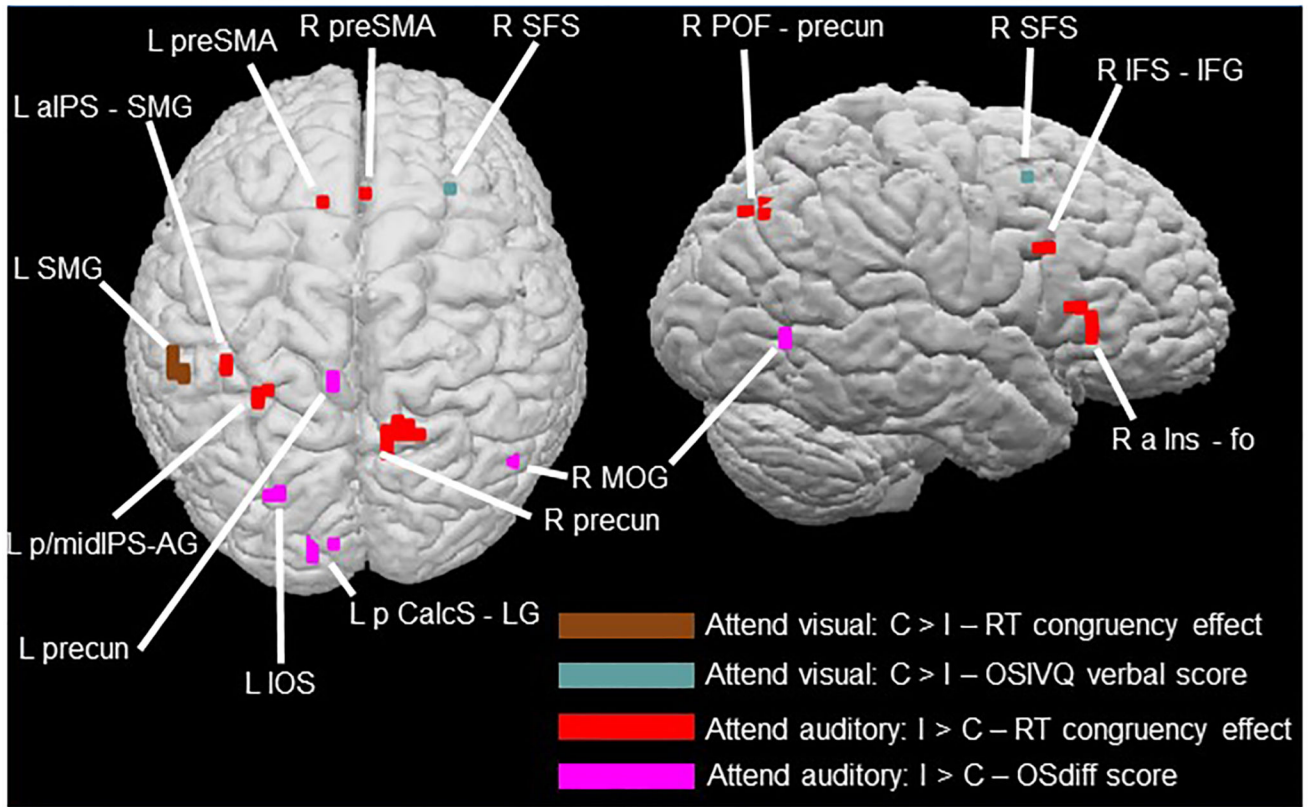 L preSMA
R preSMA
R SFS
R POF - precun
R SFS
R IFS - IFG
L aIPS - SMG
L SMG
R a Ins - fo
R MOG
R precun
L p/midIPS-AG
L p CalcS - LG
L precun
L IOS
Attend visual: C > I – RT congruency effect
Attend visual: C > I – OSIVQ verbal score
Attend auditory: I > C – RT congruency effect
Attend auditory: I > C – OSdiff score